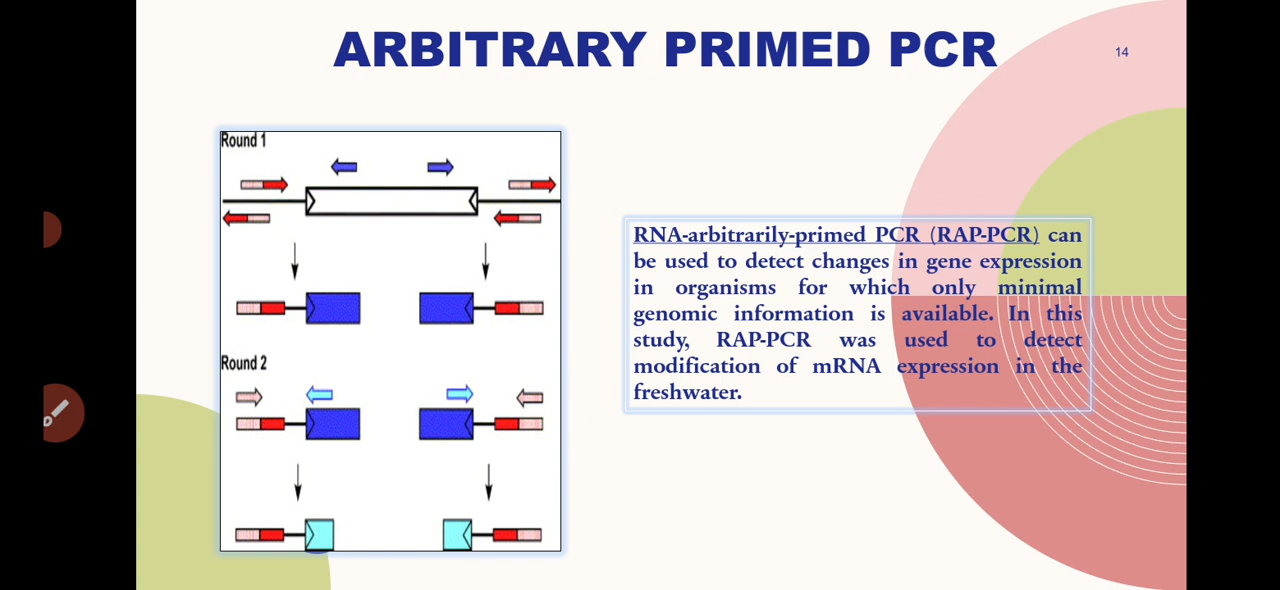 ARBITRARY PRIMED PCR
14
Round 1
Round 2
RNA-arbitrarily-primed PCR (RAP-PCR) can
be used to detect changes in gene expression
in organisms for which only minimal
genomic information is available. In this
study, RAP-PCR was used to detect
modification of mRNA expression in the
freshwater.